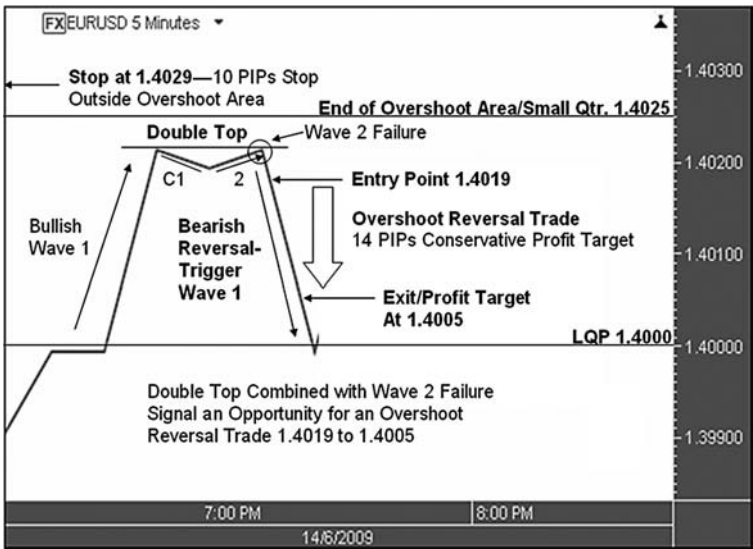 FX EURUSD 5 Minutes
Stop at 1.4029—10 PIPs Stop
Outside Overshoot Area
End of Overshoot Area/Small Qtr. 1.4025
Double Top
Wave 2 Failure
C1
2
Entry Point 1.4019
Bullish
Wave 1
Bearish
Reversal-
Trigger
Wave 1
Overshoot Reversal Trade
14 PIPs Conservative Profit Target
Exit/Profit Target
At 1.4005
LQP 1.4000
Double Top Combined with Wave 2 Failure
Signal an Opportunity for an Overshoot
Reversal Trade 1.4019 to 1.4005
1.40300
1.40200
1.40100
1.40000
1.39900
7:00 PM
8:00 PM
14/6/2009